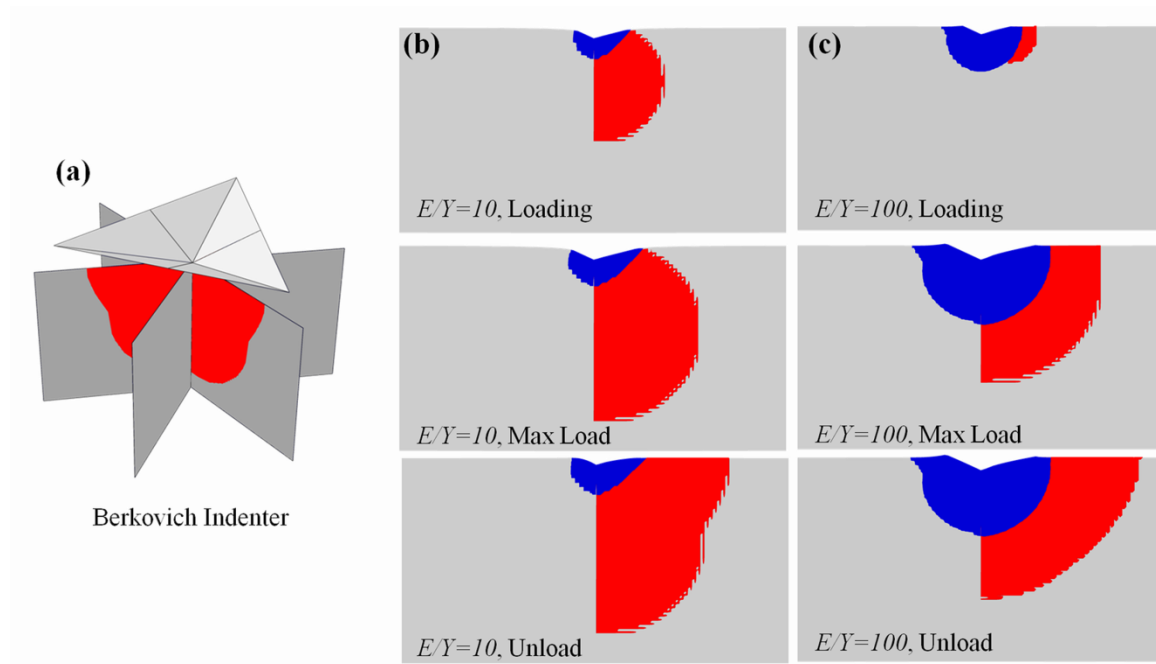 (a)
Berkovich Indenter
(b)
E/Y=10, Loading
E/Y=10, Max Load
E/Y=10, Unload
(c)
E/Y=100, Loading
E/Y=100, Max Load
E/Y=100, Unload